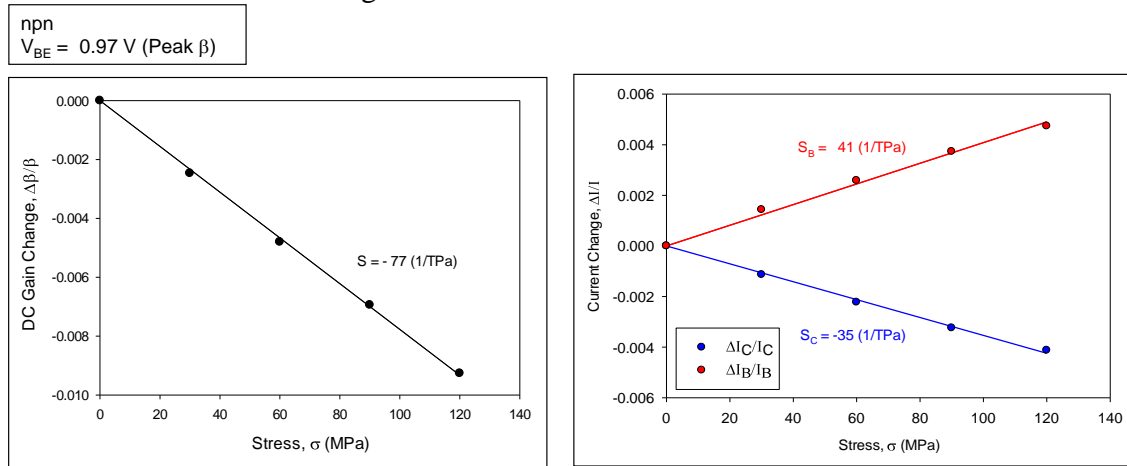 npn
V_BE = 0.97 V (Peak β)
DC Gain Change, Δβ/β
0.000
-0.002
-0.004
-0.006
-0.008
-0.010
S = - 77 (1/TPa)
0 20 40 60 80 100 120 140
Stress, σ (MPa)
Current Change, ΔI/I
0.006
0.004
0.002
0.000
-0.002
-0.004
-0.006
S_B = 41 (1/TPa)
S_C = -35 (1/TPa)
ΔI_C/I_C
ΔI_B/I_B
0 20 40 60 80 100 120 140
Stress, σ (MPa)